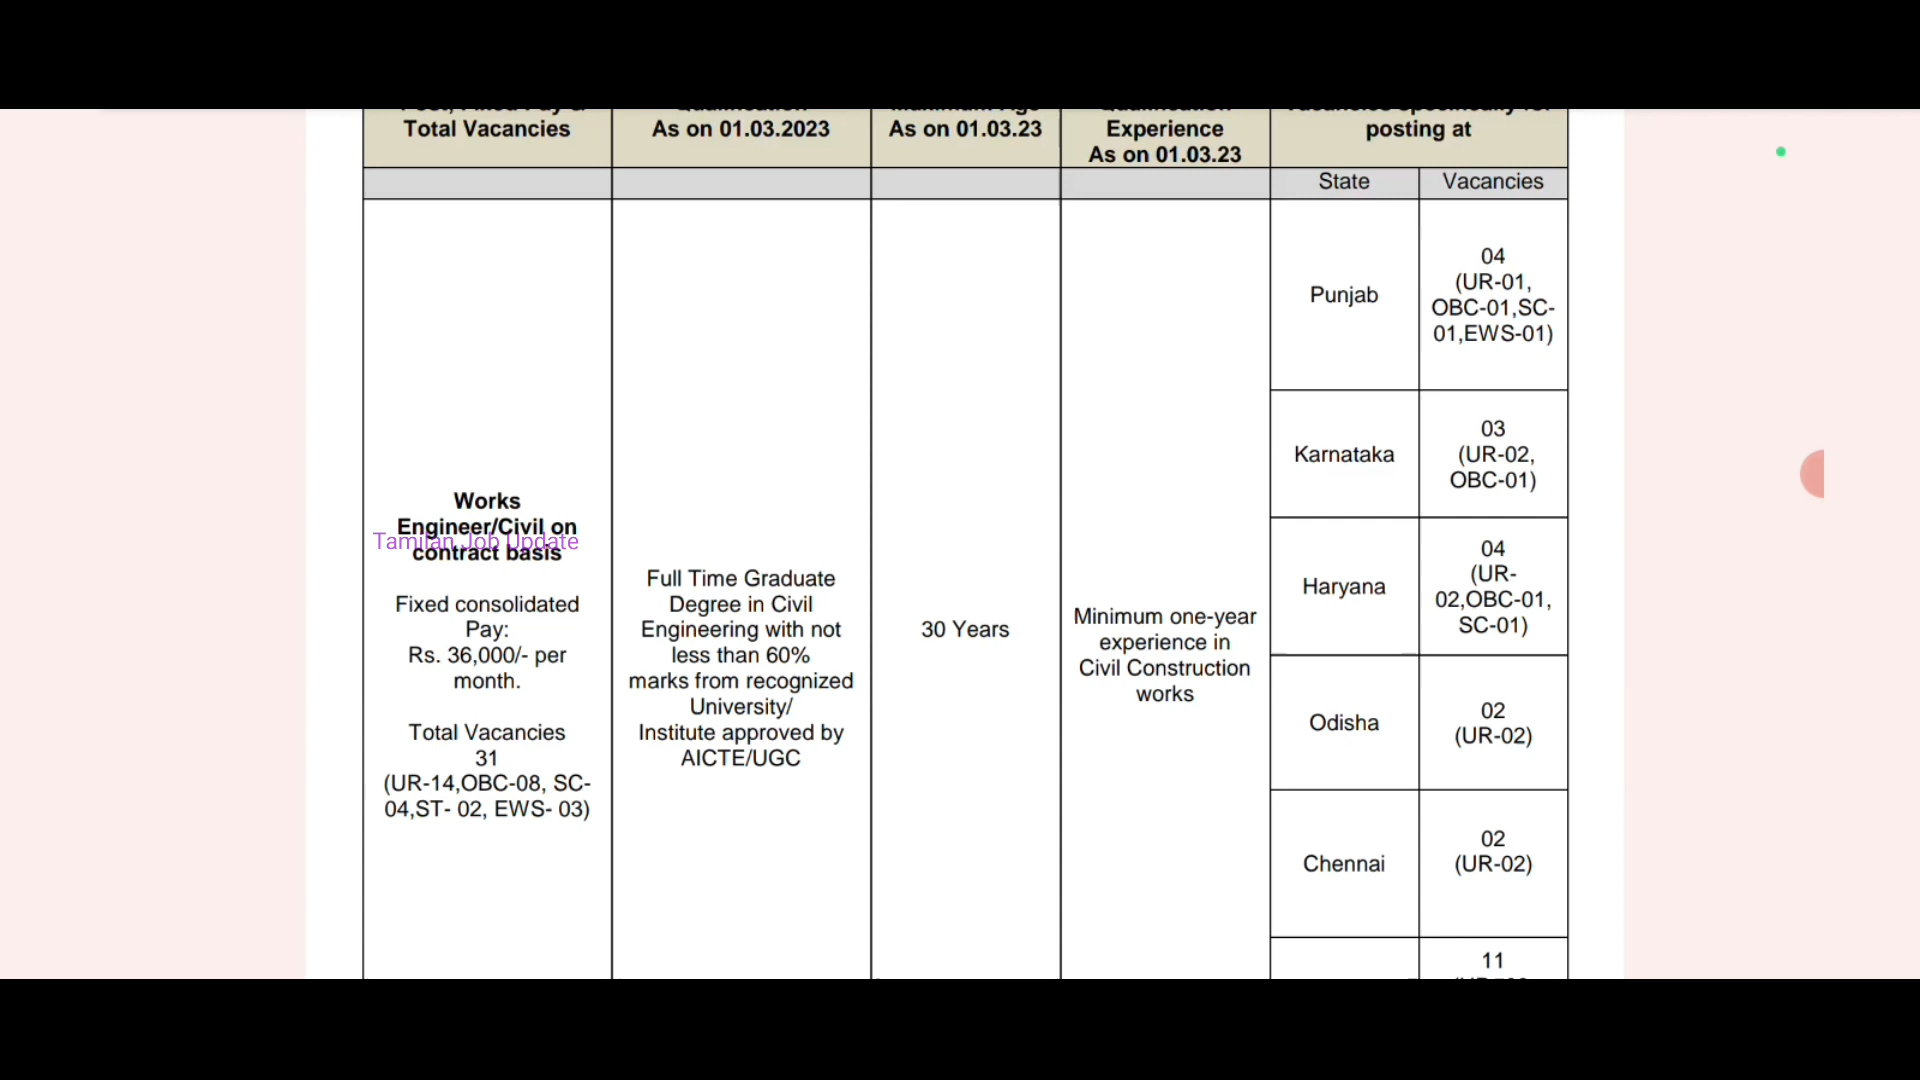 Total Vacancies
As on 01.03.2023
As on 01.03.23
Experience
As on 01.03.23
posting at
State
Vacancies
Works
Engineer/Civil on
contract basis
Tamilan Job Update
Fixed consolidated
Pay:
Rs. 36,000/- per
month.
Total Vacancies
31
(UR-14,OBC-08, SC-
04,ST- 02, EWS- 03)
Full Time Graduate
Degree in Civil
Engineering with not
less than 60%
marks from recognized
University/
Institute approved by
AICTE/UGC
30 Years
Minimum one-year
experience in
Civil Construction
works
Punjab
04
(UR-01,
OBC-01,SC-
01,EWS-01)
Karnataka
03
(UR-02,
OBC-01)
Haryana
04
(UR-
02,OBC-01,
SC-01)
Odisha
02
(UR-02)
Chennai
02
(UR-02)
11